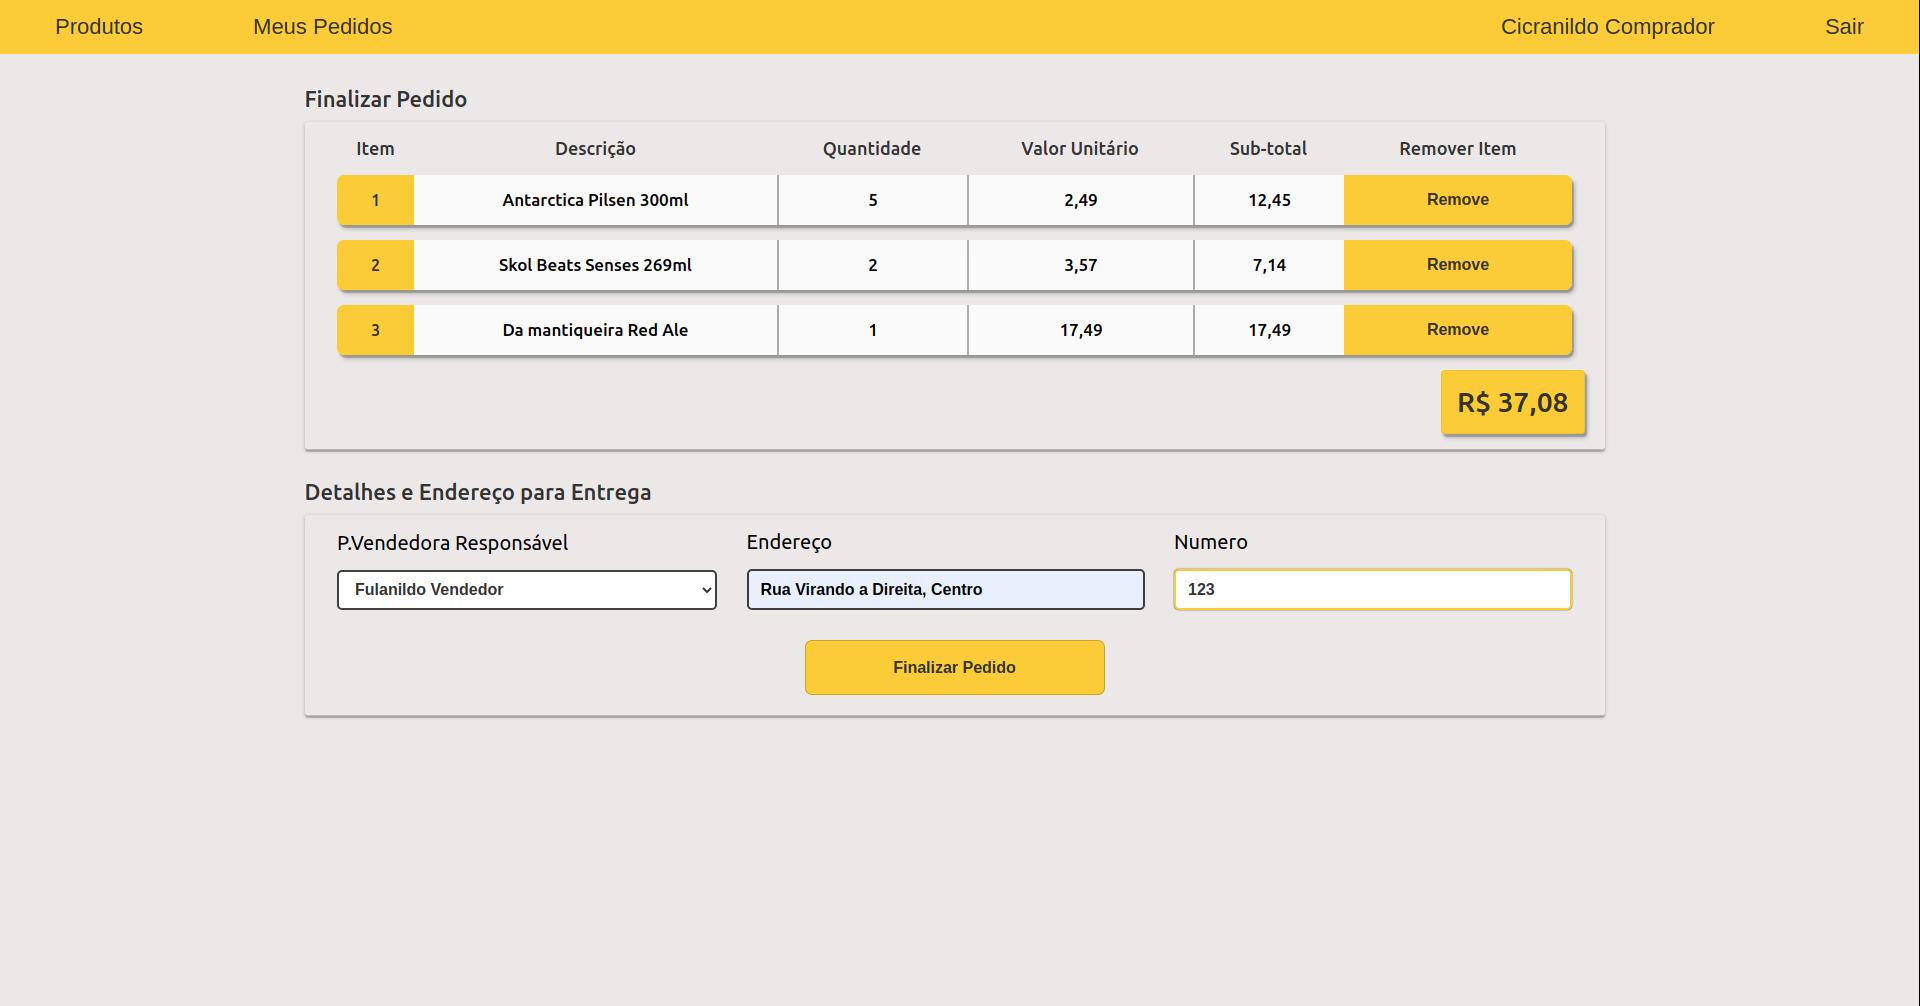 Produtos Meus Pedidos Cicranildo Comprador Sair
Finalizar Pedido
Item Descrição Quantidade Valor Unitário Sub-total Remover Item
1 Antarctica Pilsen 300ml 5 2,49 12,45 Remove
2 Skol Beats Senses 269ml 2 3,57 7,14 Remove
3 Da mantiqueira Red Ale 1 17,49 17,49 Remove
R$ 37,08
Detalhes e Endereço para Entrega
P.Vendedora Responsável Endereço Numero
Fulanildo Vendedor Rua Virando a Direita, Centro 123
Finalizar Pedido